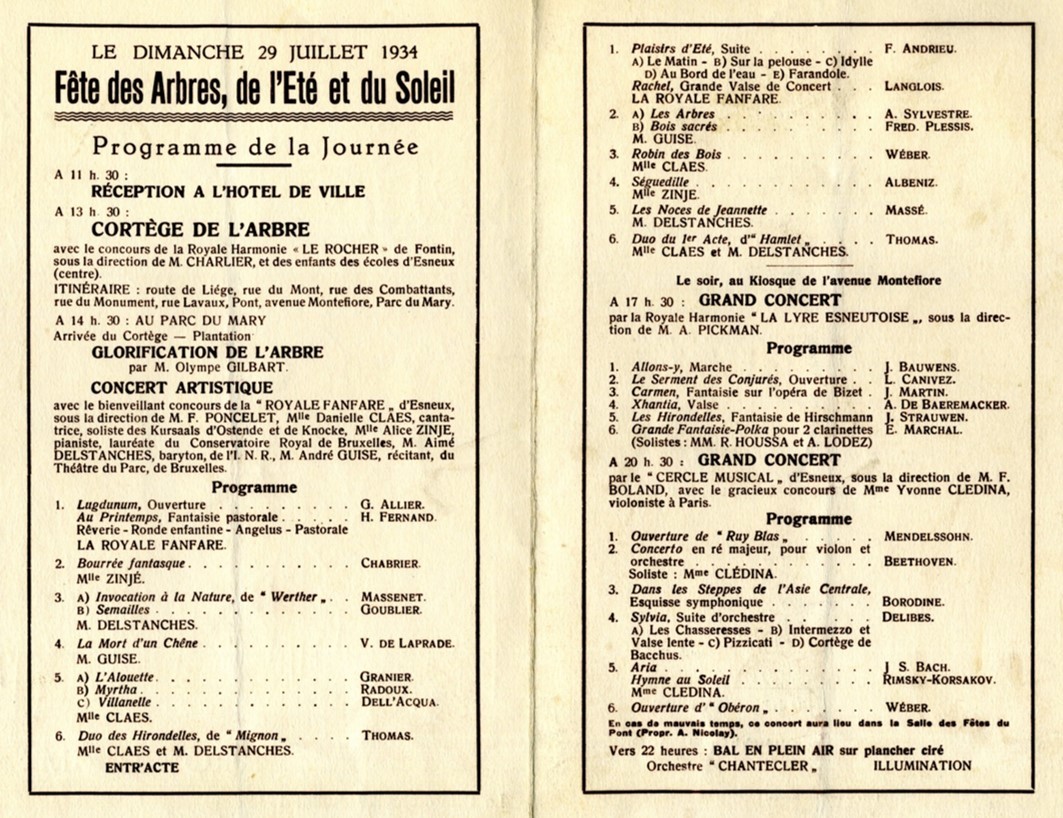 LE DIMANCHE 29 JUILLET 1934
Fête des Arbres, de l'Eté et du Soleil
Programme de la Journée
A 11 h. 30 :
RÉCEPTION A L'HOTEL DE VILLE
A 13 h. 30 :
CORTÈGE DE L'ARBRE
avec le concours de la Royale Harmonie « LE ROCHER » de Fontin,
sous la direction de M. CHARLIER, et des enfants des écoles d'Esneux
(centre).
ITINÉRAIRE : route de Liége, rue du Mont, rue des Combattants,
rue du Monument, rue Lavaux, Pont, avenue Montefiore, Parc du Mary.
A 14 h. 30 : AU PARC DU MARY
Arrivée du Cortège — Plantation
GLORIFICATION DE L'ARBRE
par M. Olympe GILBART.
CONCERT ARTISTIQUE
avec le bienveillant concours de la “ ROYALE FANFARE „ d'Esneux,
sous la direction de M. F. PONCELET, Mlle Danielle CLAES, canta-
trice, soliste des Kursaals d'Ostende et de Knocke, Mlle Alice ZINJE,
pianiste, lauréate du Conservatoire Royal de Bruxelles, M. Aimé
DELSTANCHES, baryton, de l'I. N. R., M. André GUISE, récitant, du
Théâtre du Parc, de Bruxelles.
Programme
1. Lugdunum, Ouverture . . . . . . . . . G. ALLIER.
Au Printemps, Fantaisie pastorale . . . . . H. FERNAND.
Rêverie - Ronde enfantine - Angelus - Pastorale
LA ROYALE FANFARE.
2. Bourrée fantasque . . . . . . . . . . . CHABRIER.
Mlle ZINJÉ.
3. A) Invocation à la Nature, de “ Werther „ . . MASSENET.
B) Semailles . . . . . . . . . . . . . GOUBLIER.
M. DELSTANCHES.
4. La Mort d'un Chêne . . . . . . . . . . V. DE LAPRADE.
M. GUISE.
5. A) L'Alouette . . . . . . . . . . . . . GRANIER.
B) Myrtha . . . . . . . . . . . . . . RADOUX.
C) Villanelle . . . . . . . . . . . . . DELL'ACQUA.
Mlle CLAES.
6. Duo des Hirondelles, de “ Mignon „ . . . . THOMAS.
Mlle CLAES et M. DELSTANCHES.
ENTR'ACTE
1. Plaisirs d'Eté, Suite . . . . . . . . . F. ANDRIEU.
A) Le Matin - B) Sur la pelouse - C) Idylle
D) Au Bord de l'eau - E) Farandole.
Rachel, Grande Valse de Concert . . . LANGLOIS.
LA ROYALE FANFARE.
2. A) Les Arbres . . . . . . . . . . . A. SYLVESTRE.
B) Bois sacrés . . . . . . . . . . . FRED. PLESSIS.
M. GUISE.
3. Robin des Bois . . . . . . . . . . . WÉBER.
Mlle CLAES.
4. Séguedille . . . . . . . . . . . . . ALBENIZ.
Mlle ZINJE.
5. Les Noces de Jeannette . . . . . . . . MASSÉ.
M. DELSTANCHES.
6. Duo du 1er Acte, d'“ Hamlet „ . . . . . THOMAS.
Mlle CLAES et M. DELSTANCHES.
Le soir, au Kiosque de l'avenue Montefiore
A 17 h. 30 : GRAND CONCERT
par la Royale Harmonie “ LA LYRE ESNEUTOISE „, sous la direc-
tion de M. A. PICKMAN.
Programme
1. Allons-y, Marche . . . . . . . . . . J. BAUWENS.
2. Le Serment des Conjurés, Ouverture . . L. CANIVEZ.
3. Carmen, Fantaisie sur l'opéra de Bizet . J. MARTIN.
4. Xhantia, Valse . . . . . . . . . . . A. DE BAEREMACKER.
5. Les Hirondelles, Fantaisie de Hirschmann J. STRAUWEN.
6. Grande Fantaisie-Polka pour 2 clarinettes E. MARCHAL.
(Solistes : MM. R. HOUSSA et A. LODEZ)
A 20 h. 30 : GRAND CONCERT
par le “ CERCLE MUSICAL „ d'Esneux, sous la direction de M. F.
BOLAND, avec le gracieux concours de Mme Yvonne CLEDINA,
violoniste à Paris.
Programme
1. Ouverture de “ Ruy Blas „ . . . . . . MENDELSSOHN.
2. Concerto en ré majeur, pour violon et
orchestre . . . . . . . . . . . . . BEETHOVEN.
Soliste : Mme CLÉDINA.
3. Dans les Steppes de l'Asie Centrale,
Esquisse symphonique . . . . . . . BORODINE.
4. Sylvia, Suite d'orchestre . . . . . . DELIBES.
A) Les Chasseresses - B) Intermezzo et
Valse lente - C) Pizzicati - D) Cortège de
Bacchus.
5. Aria . . . . . . . . . . . . . . . J. S. BACH.
Hymne au Soleil . . . . . . . . . . RIMSKY-KORSAKOV.
Mme CLEDINA.
6. Ouverture d'“ Obéron „ . . . . . . . WÉBER.
En cas de mauvais temps, ce concert aura lieu dans la Salle des Fêtes du
Pont (Propr. A. Nicolay).
Vers 22 heures : BAL EN PLEIN AIR sur plancher ciré
Orchestre “ CHANTECLER „ ILLUMINATION